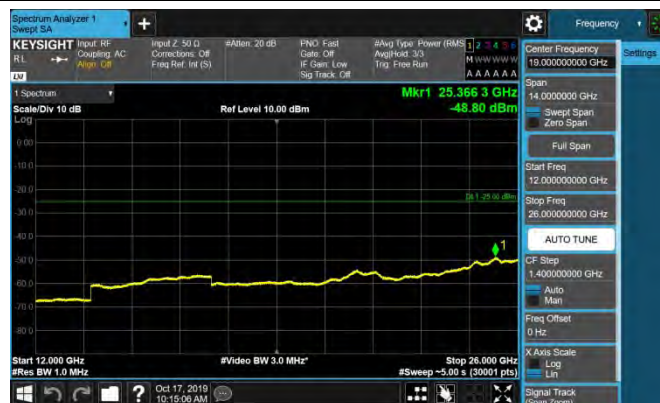 Spectrum Analyzer 1
Swept SA
Frequency
KEYSIGHT
R L
LM
Input: RF
Coupling: AC
Align: Off
Input Z: 50 Ω
Corrections: Off
Freq Ref: Int (S)
#Atten: 20 dB
PNO: Fast
Gate: Off
IF Gain: Low
Sig Track: Off
#Avg Type: Power (RMS
Avg|Hold: 3/3
Trig: Free Run
1 2 3 4 5 6
M W W W W W
A A A A A A
Center Frequency
19.000000000 GHz
Settings
Span
14.0000000 GHz
Swept Span
Zero Span
Full Span
Start Freq
12.000000000 GHz
Stop Freq
26.000000000 GHz
AUTO TUNE
CF Step
1.400000000 GHz
Auto
Man
Freq Offset
0 Hz
X Axis Scale
Log
Lin
Signal Track
(Span Zoom)
1 Spectrum
Scale/Div 10 dB
Log
Ref Level 10.00 dBm
Mkr1 25.366 3 GHz
-48.80 dBm
0.00
-10.0
-20.0
-30.0
-40.0
-50.0
-60.0
-70.0
-80.0
DL1 -25.00 dBm
1
Start 12.000 GHz
#Res BW 1.0 MHz
#Video BW 3.0 MHz*
Stop 26.000 GHz
#Sweep ~5.00 s (30001 pts)
Oct 17, 2019
10:15:06 AM